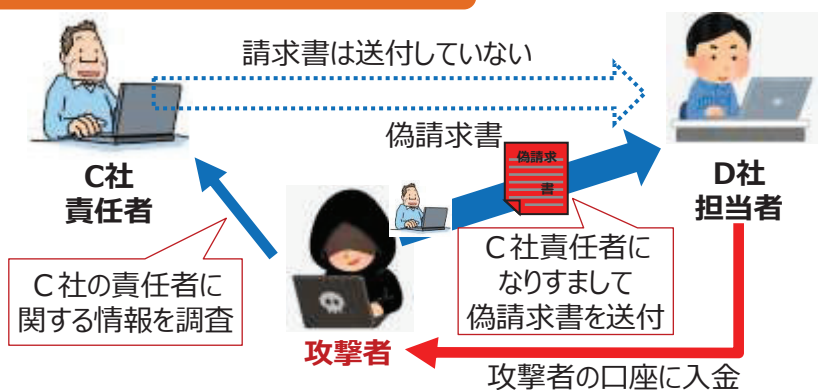 請求書は送付していない
偽請求書
偽請求
書
C社
責任者
D社
担当者
C社の責任者に
関する情報を調査
C社責任者に
なりすまして
偽請求書を送付
攻撃者
攻撃者の口座に入金